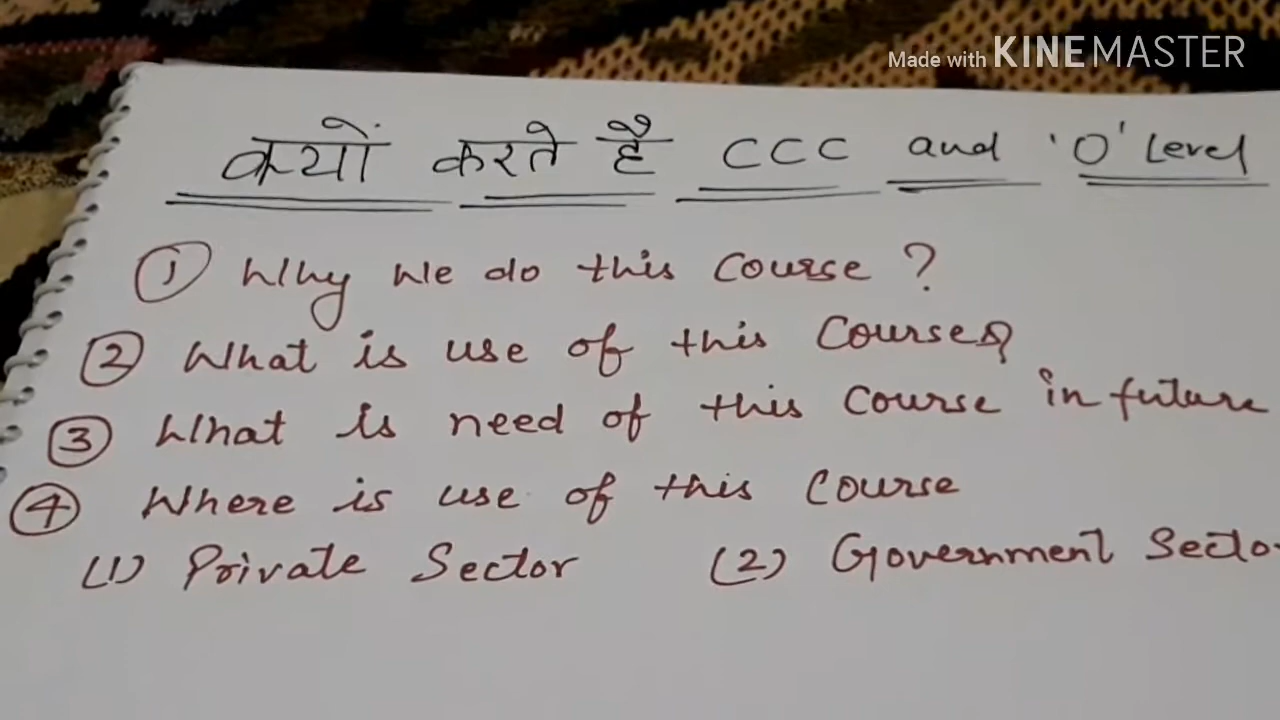 Made with KINEMASTER
क्यों करते है CCC and 'O' Level
① Why We do this Course ?
② What is use of this Course?
③ What is need of this Course in future
④ Where is use of this Course
(1) Private Sector (2) Government Secto